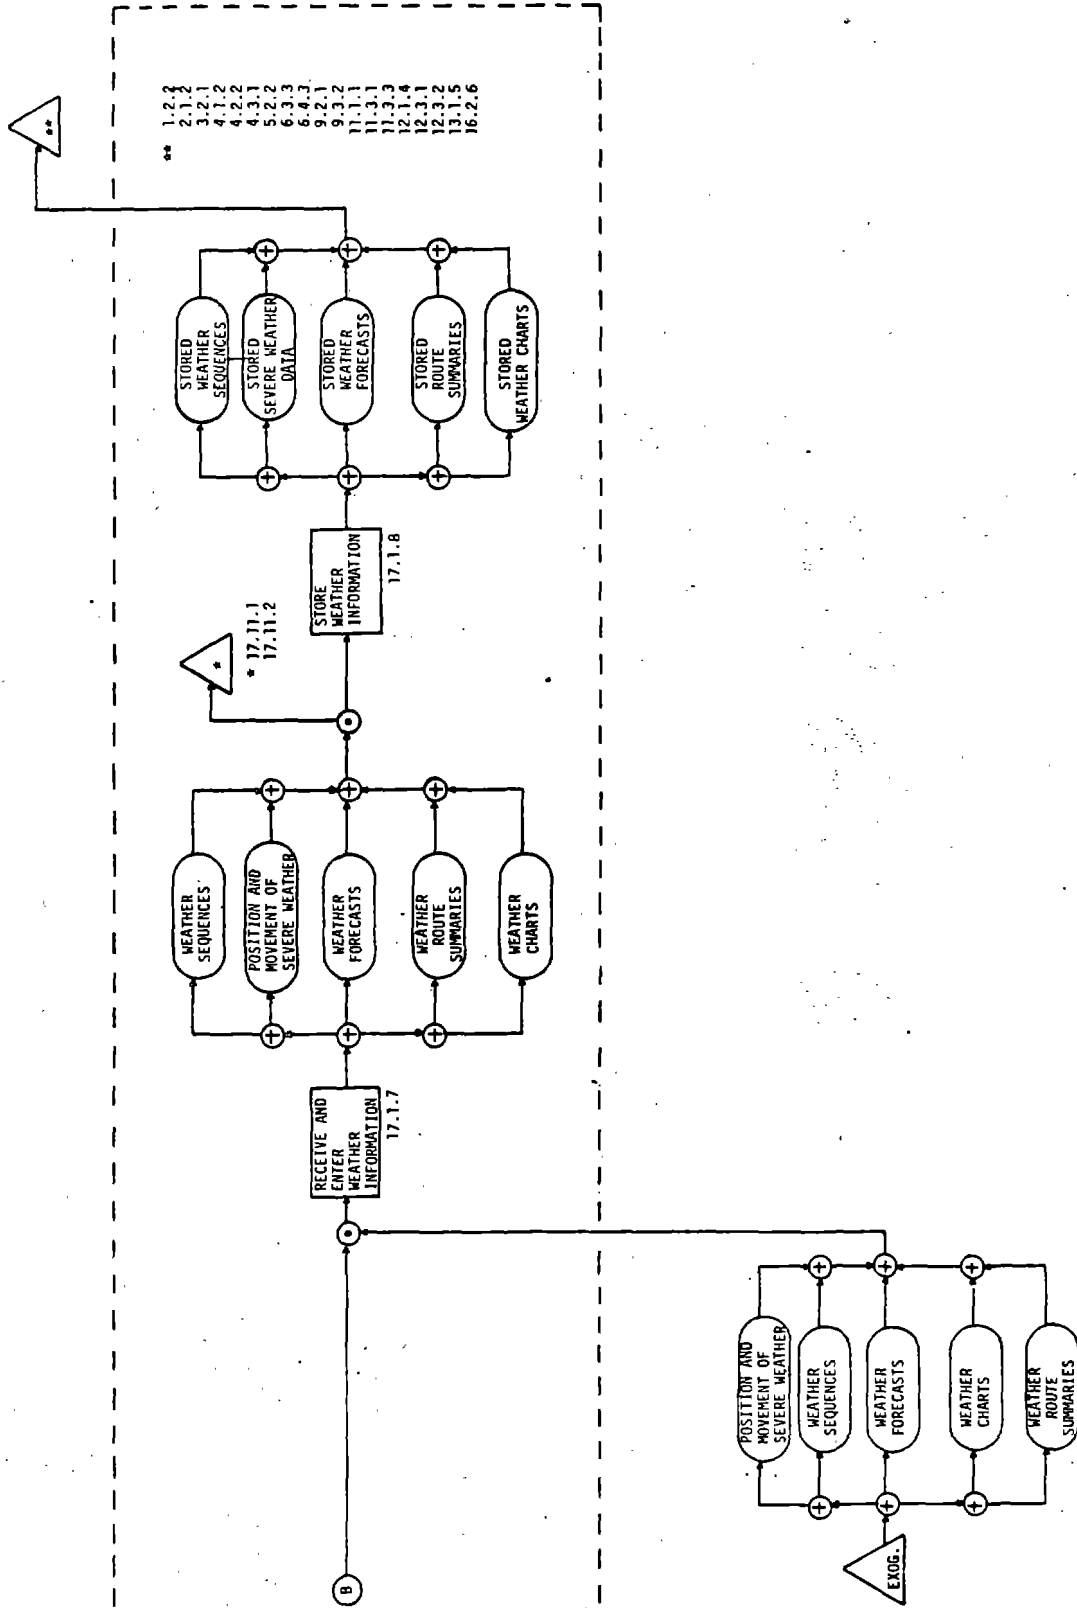 B
EXOG.
POSITION AND
MOVEMENT OF
SEVERE WEATHER
WEATHER
SEQUENCES
WEATHER
FORECASTS
WEATHER
CHARTS
WEATHER
ROUTE
SUMMARIES
RECEIVE AND
ENTER
WEATHER
INFORMATION
17.1.7
WEATHER
SEQUENCES
POSITION AND
MOVEMENT OF
SEVERE WEATHER
WEATHER
FORECASTS
WEATHER
ROUTE
SUMMARIES
WEATHER
CHARTS
*
* 17.11.1
17.11.2
STORE
WEATHER
INFORMATION
17.1.8
STORED
WEATHER
SEQUENCES
STORED
SEVERE WEATHER
DATA
STORED
WEATHER
FORECASTS
STORED
ROUTE
SUMMARIES
STORED
WEATHER CHARTS
**
** 1.2.2
2.1.2
3.2.1
4.1.2
4.2.2
4.3.1
5.2.2
6.3.3
6.4.3
9.2.1
9.3.2
11.1.1
11.3.1
11.3.3
12.1.4
12.3.1
12.3.2
13.1.5
16.2.6